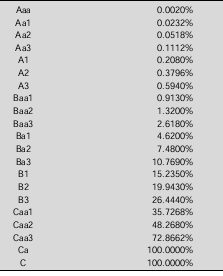 Aaa 0.0020%
Aa1 0.0232%
Aa2 0.0518%
Aa3 0.1112%
A1 0.2080%
A2 0.3796%
A3 0.5940%
Baa1 0.9130%
Baa2 1.3200%
Baa3 2.6180%
Ba1 4.6200%
Ba2 7.4800%
Ba3 10.7690%
B1 15.2350%
B2 19.9430%
B3 26.4440%
Caa1 35.7268%
Caa2 48.2680%
Caa3 72.8662%
Ca 100.0000%
C 100.0000%